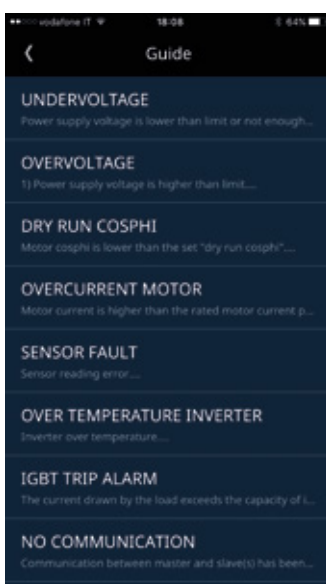 vodafone IT 18:08 64%
Guide
UNDERVOLTAGE
Power supply voltage is lower than limit or not enough...
OVERVOLTAGE
1) Power supply voltage is higher than limit....
DRY RUN COSPHI
Motor cosphi is lower than the set "dry run cosphi"....
OVERCURRENT MOTOR
Motor current is higher than the rated motor current p...
SENSOR FAULT
Sensor reading error....
OVER TEMPERATURE INVERTER
Inverter over temperature....
IGBT TRIP ALARM
The current drawn by the load exceeds the capacity of i...
NO COMMUNICATION
Communication between master and slave(s) has been...